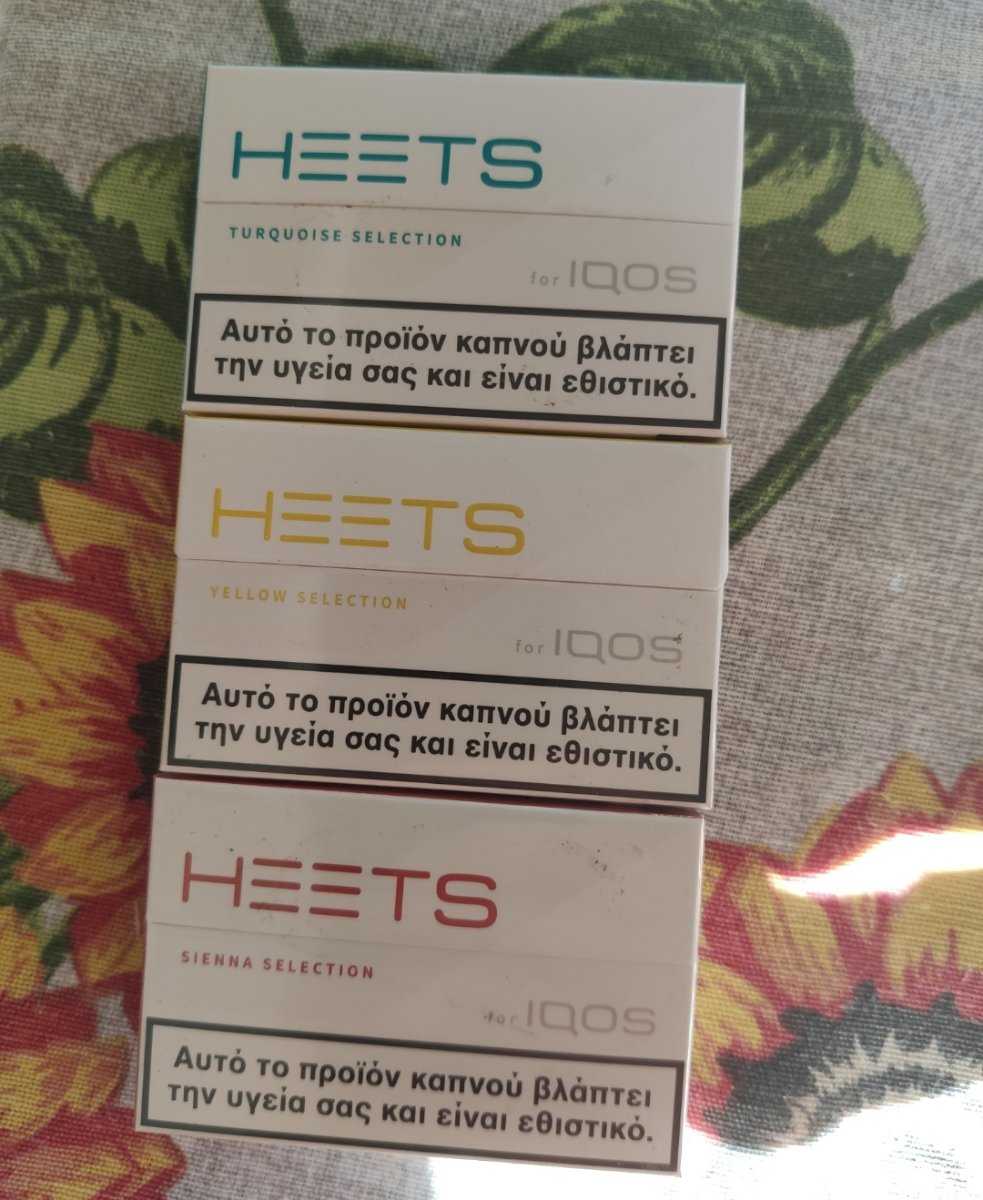 HEETS
TURQUOISE SELECTION
for IQOS
Αυτό το προϊόν καπνού βλάπτει
την υγεία σας και είναι εθιστικό.
HEETS
YELLOW SELECTION
for IQOS
Αυτό το προϊόν καπνού βλάπτει
την υγεία σας και είναι εθιστικό.
HEETS
SIENNA SELECTION
for IQOS
Αυτό το προϊόν καπνού βλάπτει
την υγεία σας και είναι εθιστικό.